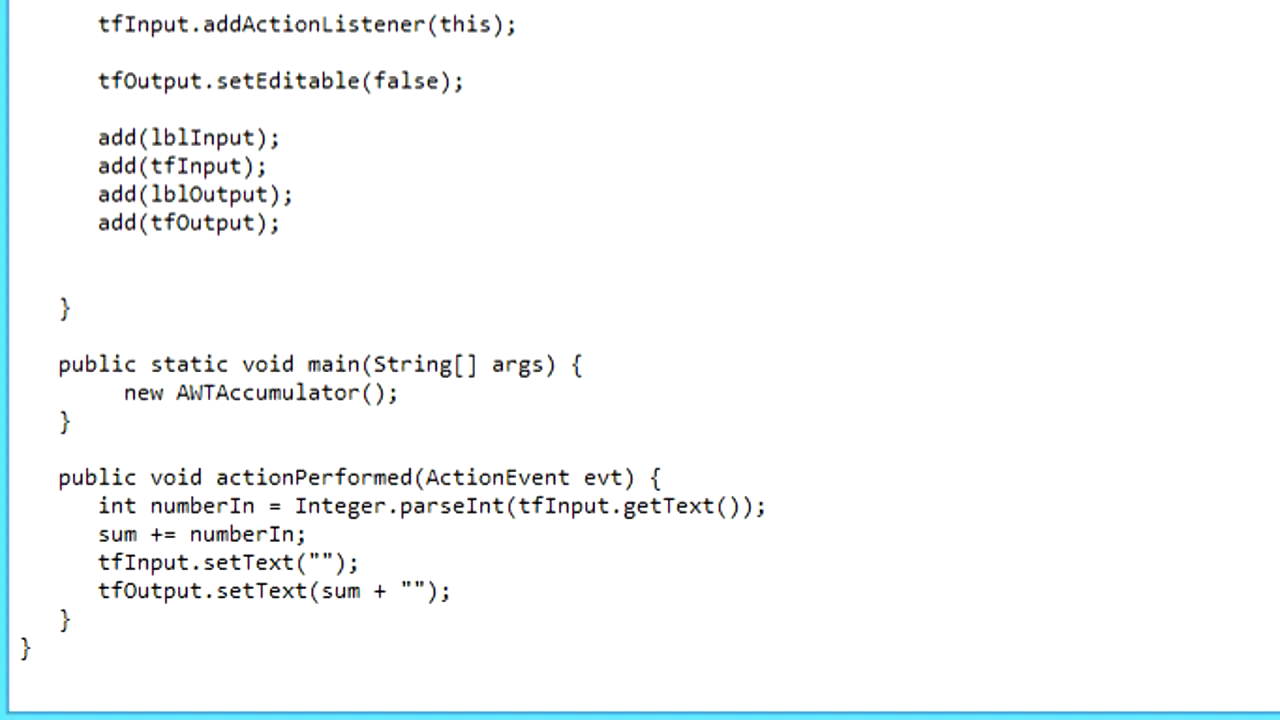 tfInput.addActionListener(this);
tfOutput.setEditable(false);
add(lblInput);
add(tfInput);
add(lblOutput);
add(tfOutput);
}
public static void main(String[] args) {
new AWTAccumulator();
}
public void actionPerformed(ActionEvent evt) {
int numberIn = Integer.parseInt(tfInput.getText());
sum += numberIn;
tfInput.setText("");
tfOutput.setText(sum + "");
}
}